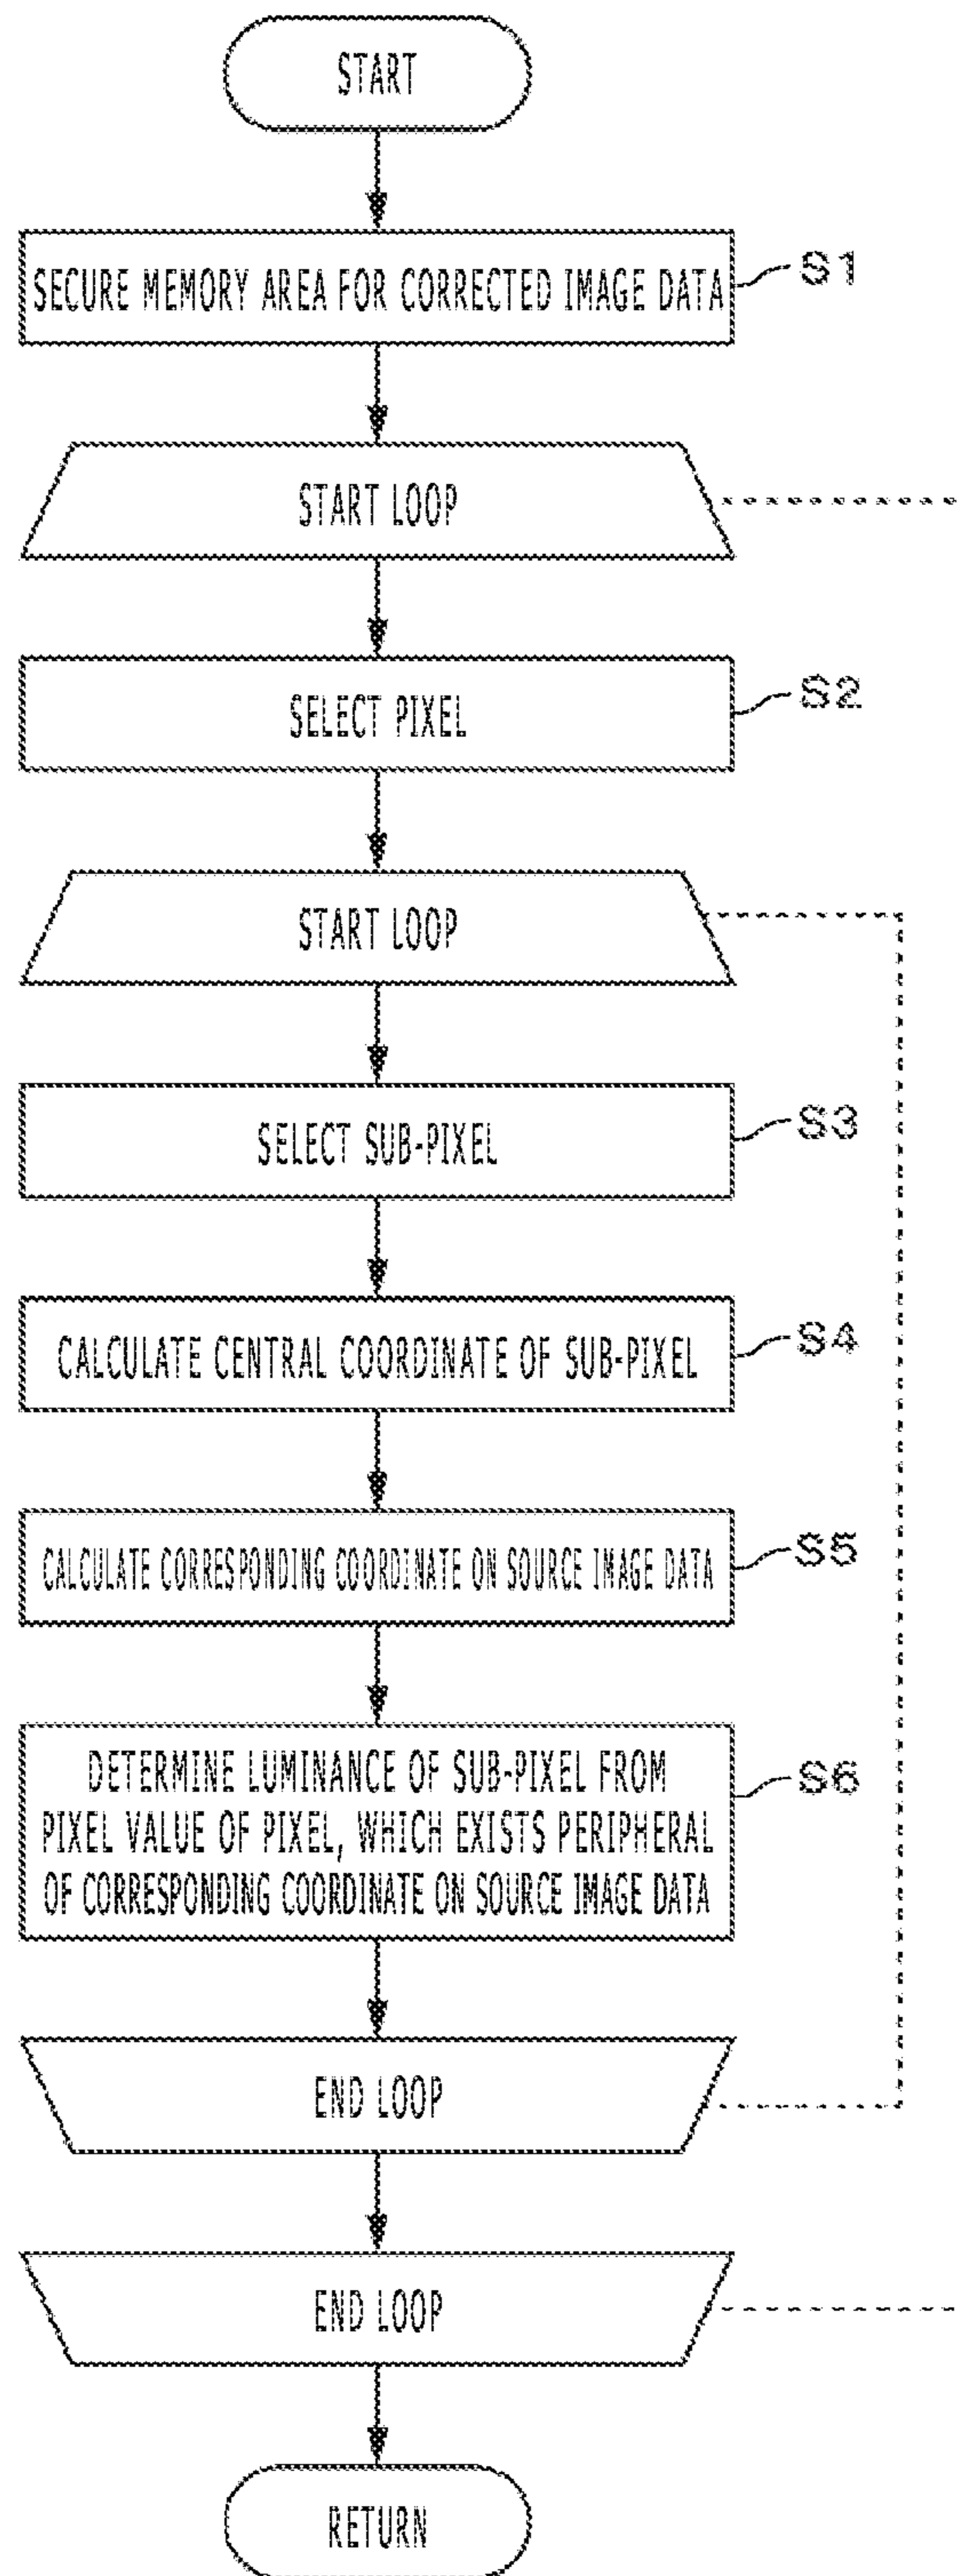 START
SECURE MEMORY AREA FOR CORRECTED IMAGE DATA
S1
START LOOP
SELECT PIXEL
S2
START LOOP
SELECT SUB-PIXEL
S3
CALCULATE CENTRAL COORDINATE OF SUB-PIXEL
S4
CALCULATE CORRESPONDING COORDINATE ON SOURCE IMAGE DATA
S5
DETERMINE LUMINANCE OF SUB-PIXEL FROM
PIXEL VALUE OF PIXEL, WHICH EXISTS PERIPHERAL
OF CORRESPONDING COORDINATE ON SOURCE IMAGE DATA
S6
END LOOP
END LOOP
RETURN